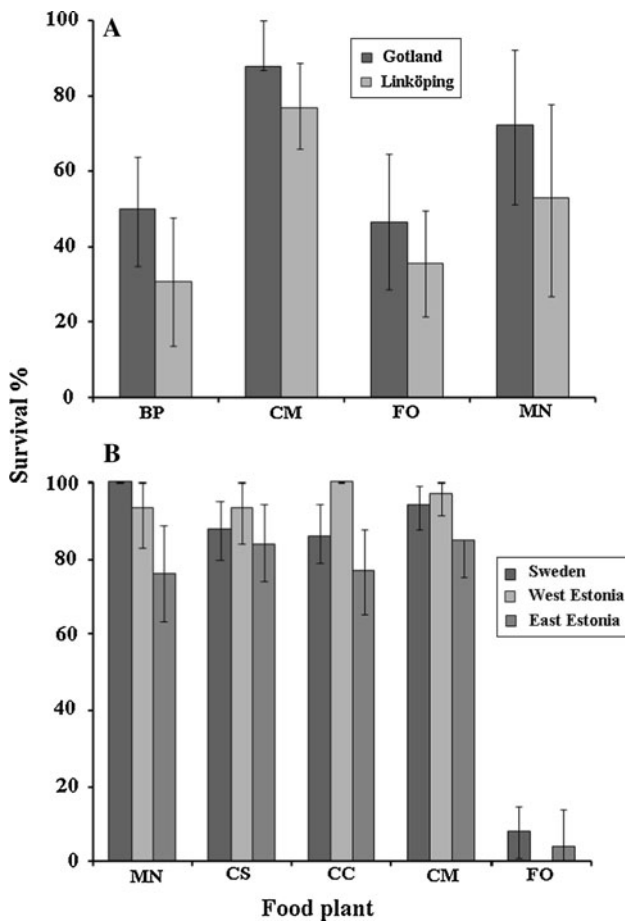 A
100
80
60
40
20
0
Gotland
Linköping
BP CM FO MN
Survival %
B
100
80
60
40
20
0
Sweden
West Estonia
East Estonia
MN CS CC CM FO
Food plant